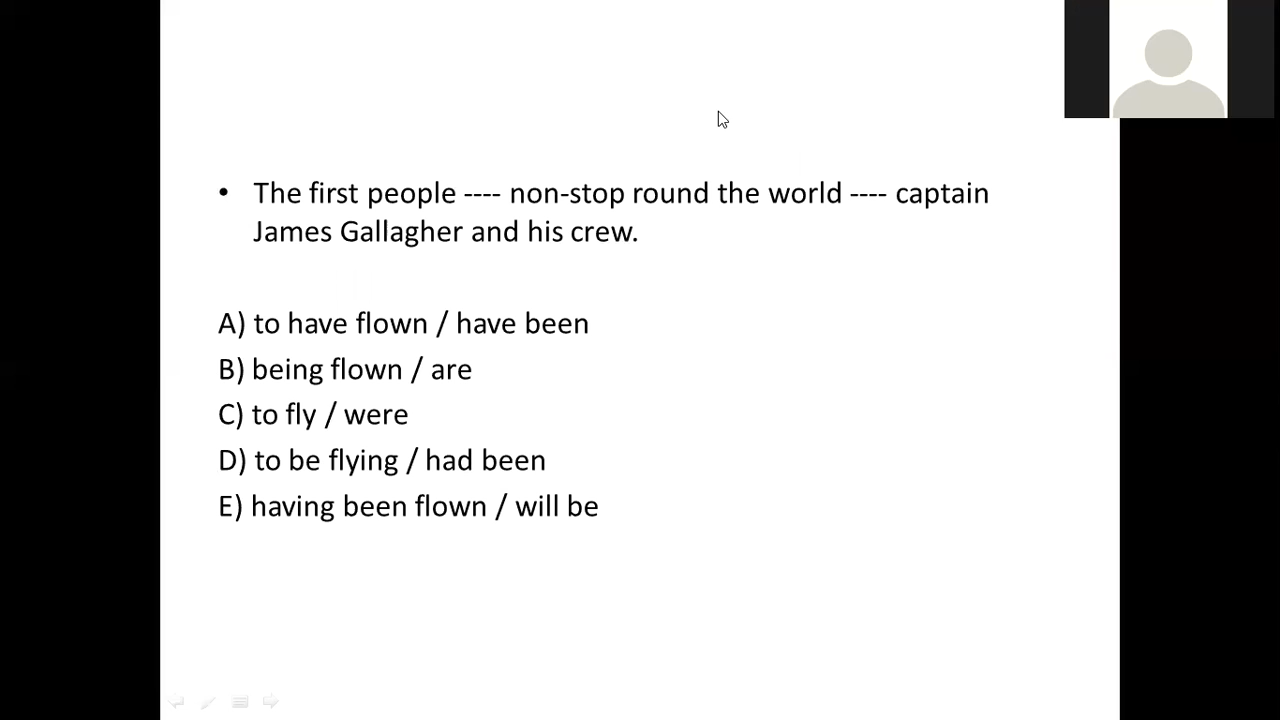 • The first people ---- non-stop round the world ---- captain
James Gallagher and his crew.
A) to have flown / have been
B) being flown / are
C) to fly / were
D) to be flying / had been
E) having been flown / will be